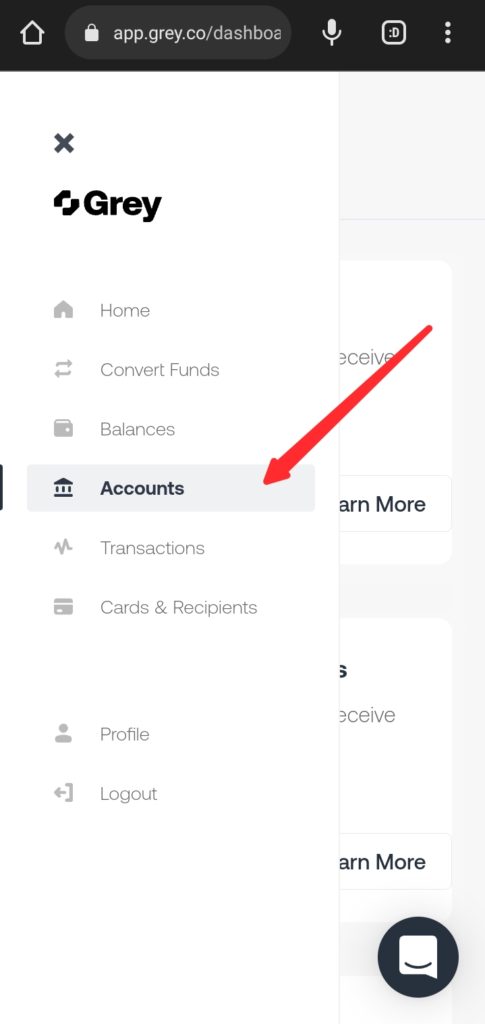 app.grey.co/dashboa
:D
Grey
Home
Convert Funds
eceive
Balances
Accounts
arn More
Transactions
Cards & Recipients
s
eceive
Profile
Logout
arn More